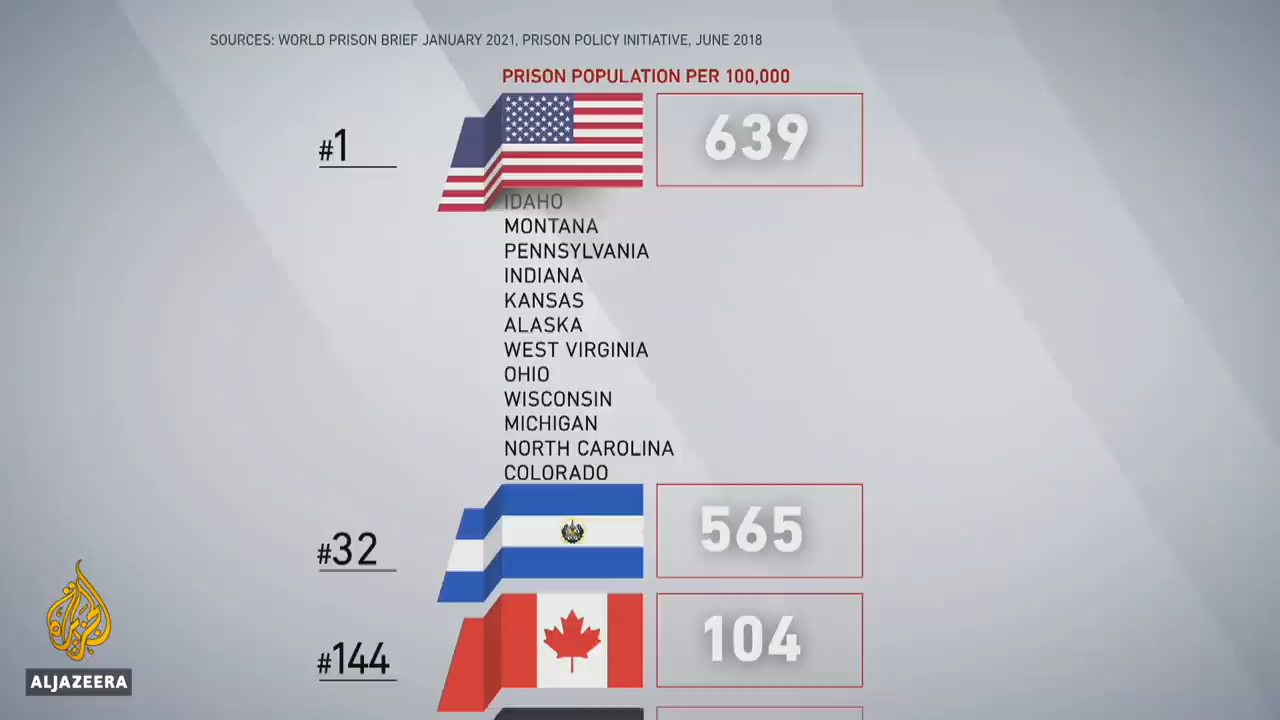 SOURCES: WORLD PRISON BRIEF JANUARY 2021, PRISON POLICY INITIATIVE, JUNE 2018
PRISON POPULATION PER 100,000
#1
639
IDAHO
MONTANA
PENNSYLVANIA
INDIANA
KANSAS
ALASKA
WEST VIRGINIA
OHIO
WISCONSIN
MICHIGAN
NORTH CAROLINA
COLORADO
#32
565
#144
104
الجزيرة
ALJAZEERA